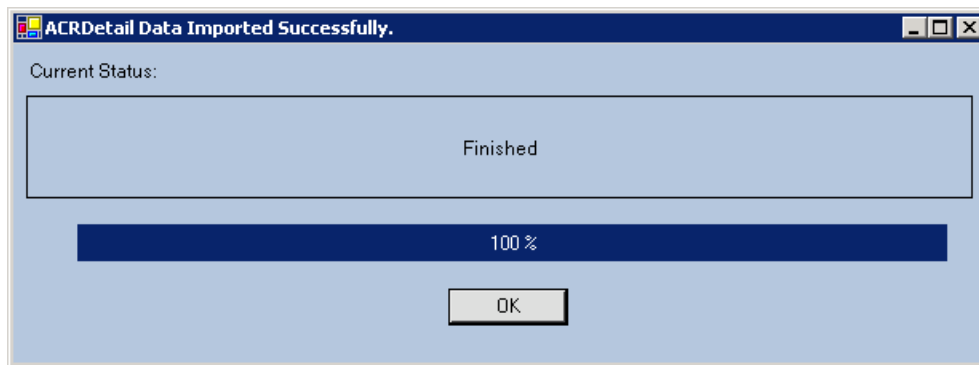 ACRDetail Data Imported Successfully.
Current Status:
Finished
100 %
OK